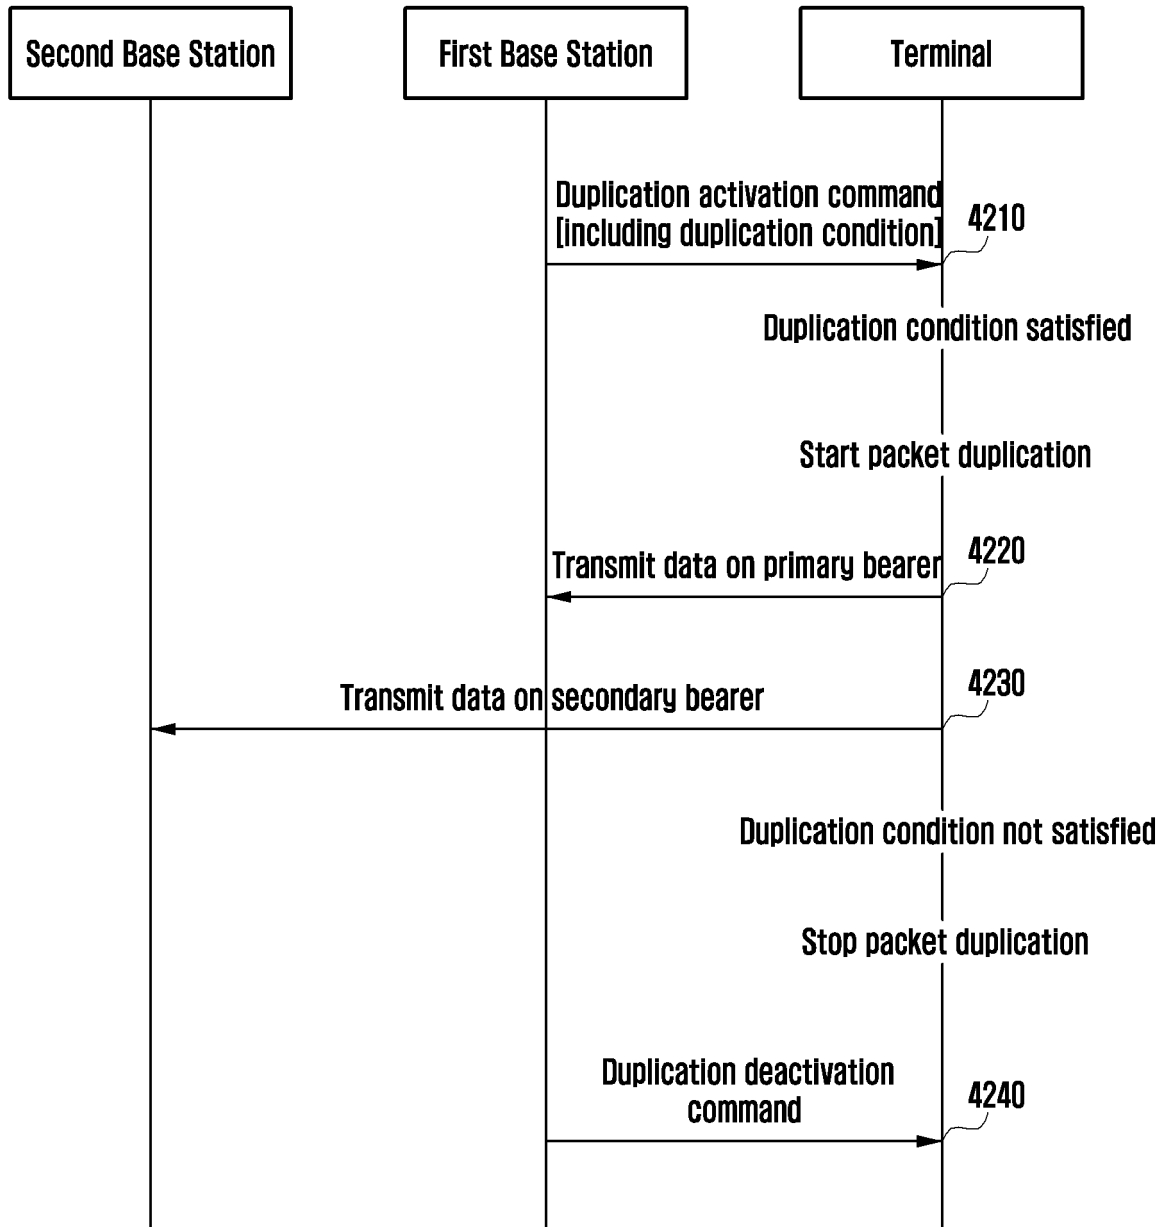 Second Base Station
First Base Station
Terminal
Duplication activation command
[including duplication condition]
4210
Duplication condition satisfied
Start packet duplication
4220
Transmit data on primary bearer
4230
Transmit data on secondary bearer
Duplication condition not satisfied
Stop packet duplication
Duplication deactivation
command
4240